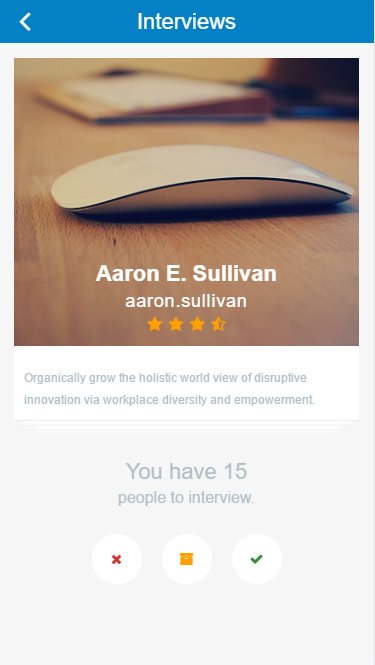 Interviews
Aaron E. Sullivan
aaron.sullivan
Organically grow the holistic world view of disruptive
innovation via workplace diversity and empowerment.
You have 15
people to interview.